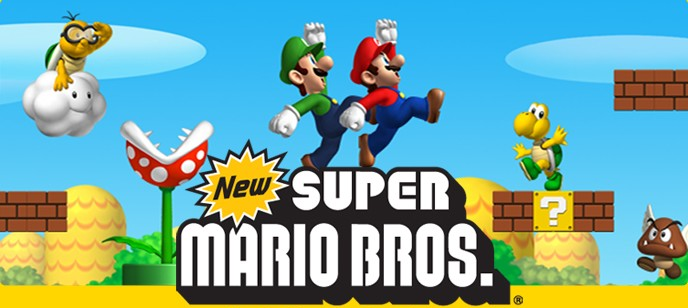 New SUPER
MARIO BROS.
?
®